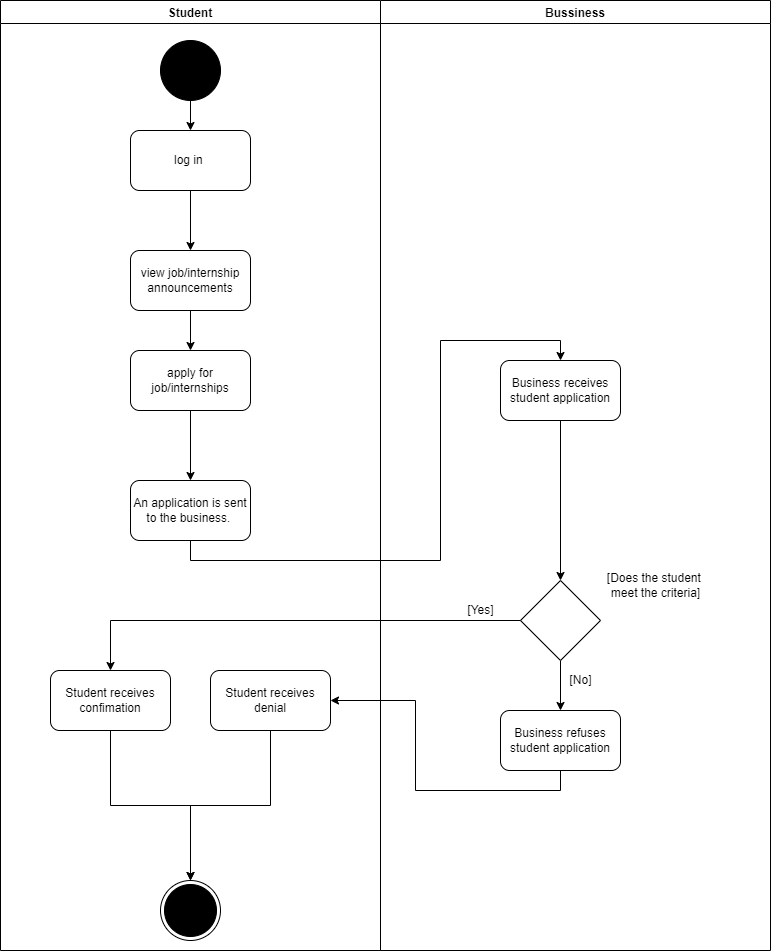 Student
Bussiness
log in
view job/internship
announcements
apply for
job/internships
Business receives
student application
An application is sent
to the business.
[Does the student
meet the criteria]
[Yes]
[No]
Student receives
confimation
Student receives
denial
Business refuses
student application